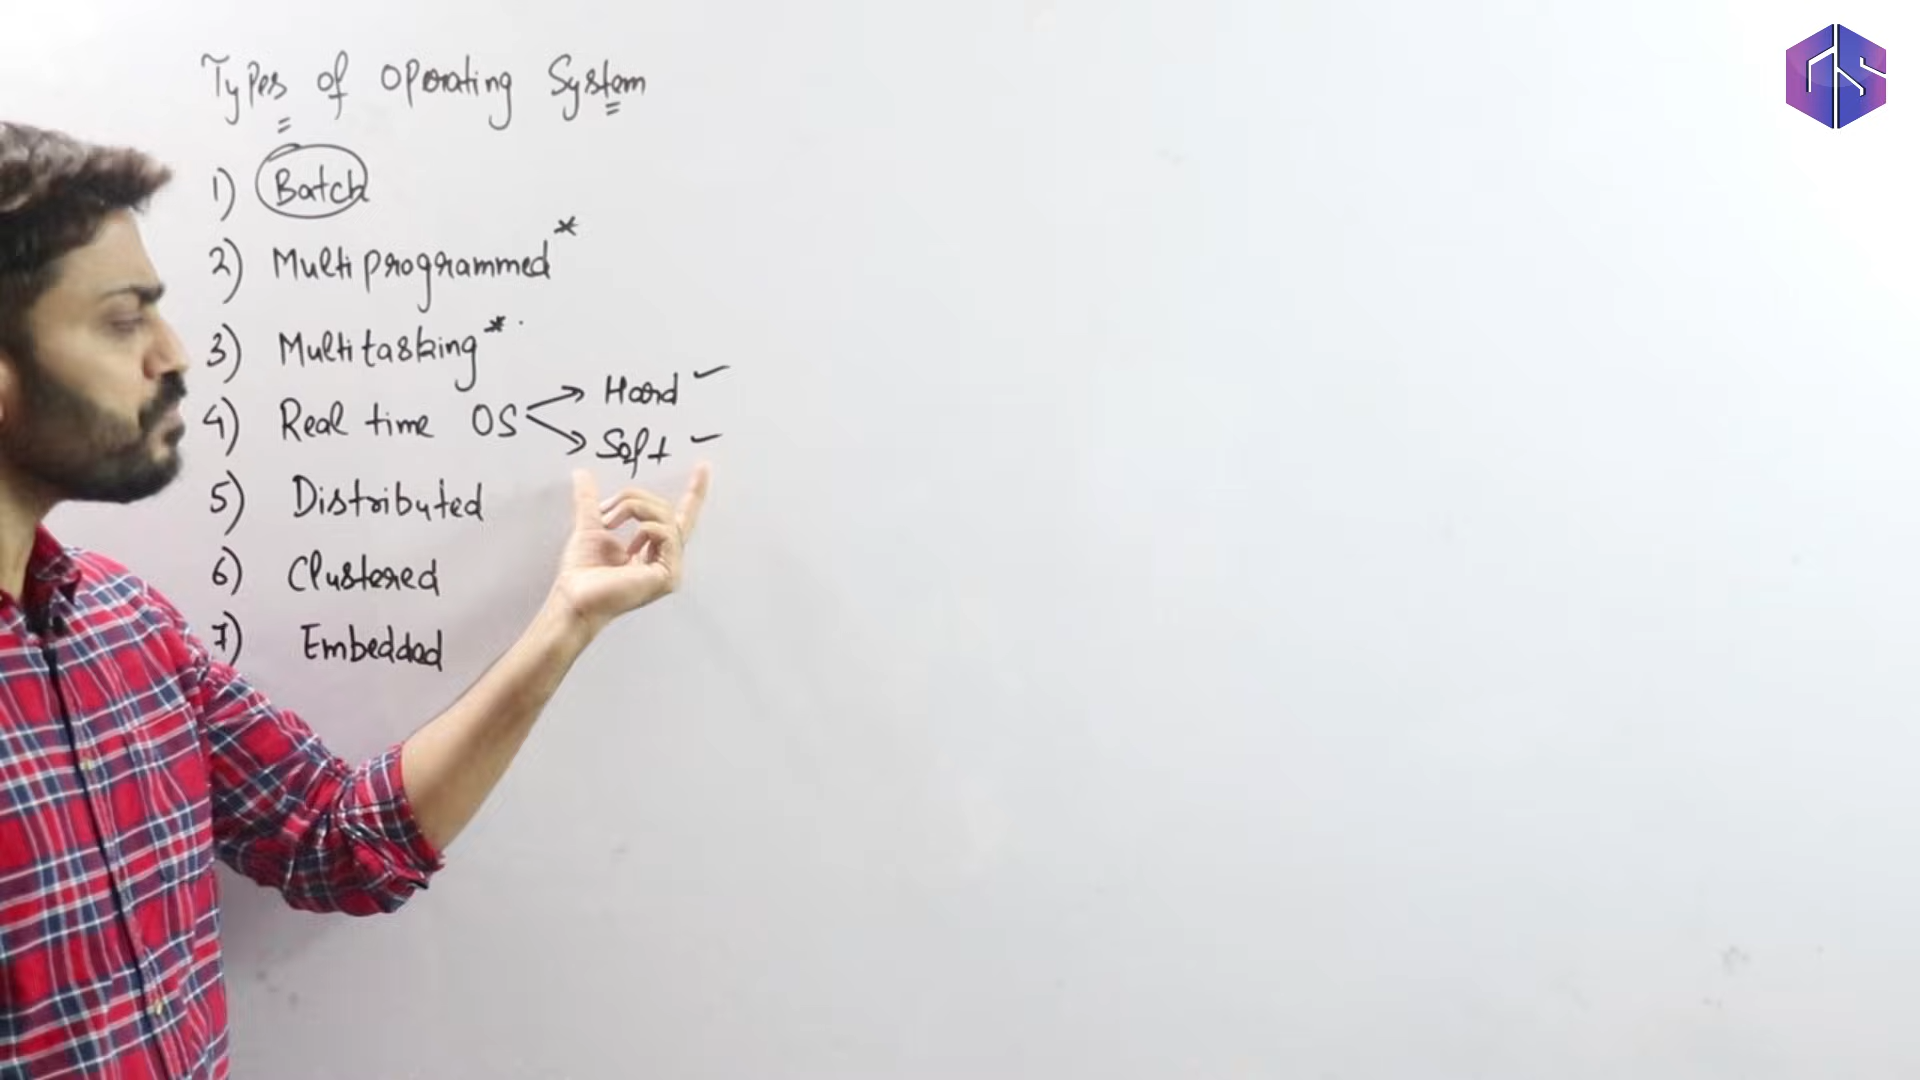 Types of Operating System
1) Batch
2) Multiprogrammed *
3) Multitasking *
4) Real time OS → Hard ✓
→ Soft ✓
5) Distributed
6) Clustered
7) Embedded